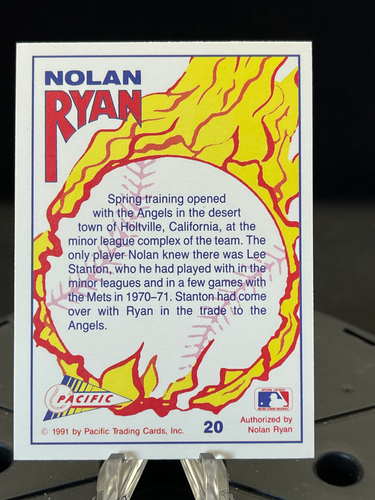 NOLAN
RYAN
Spring training opened
with the Angels in the desert
town of Holtville, California, at the
minor league complex of the team. The
only player Nolan knew there was Lee
Stanton, who he had played with in the
minor leagues and in a few games with
the Mets in 1970–71. Stanton had come
over with Ryan in the trade to the
Angels.
PACIFIC
© 1991 by Pacific Trading Cards, Inc.
20
Authorized by
Nolan Ryan